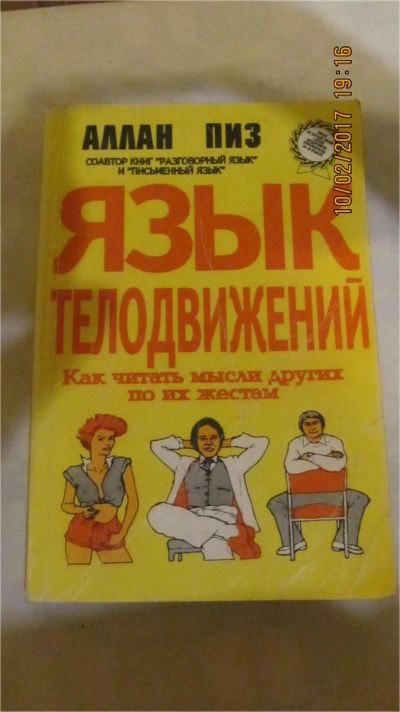 АЛЛАН ПИЗ
СОАВТОР КНИГ "РАЗГОВОРНЫЙ ЯЗЫК"
И "ПИСЬМЕННЫЙ ЯЗЫК"
ЯЗЫК
ТЕЛОДВИЖЕНИЙ
Как читать мысли других
по их жестам
10/02/2017 19:16